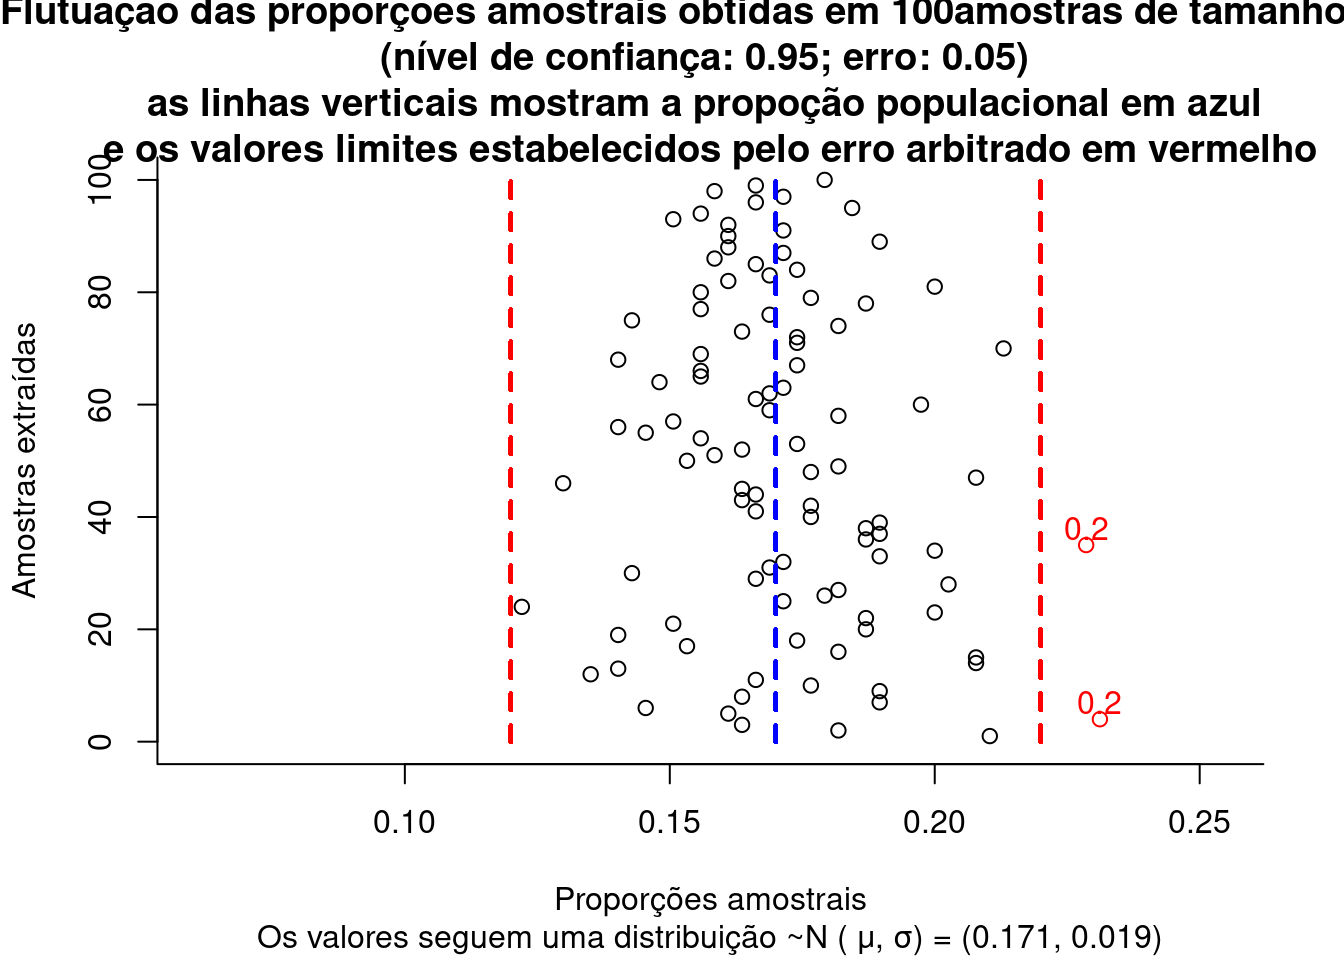 Flutuação das proporções amostrais obtidas em 100amostras de tamanho
(nível de confiança: 0.95; erro: 0.05)
as linhas verticais mostram a propoção populacional em azul
e os valores limites estabelecidos pelo erro arbitrado em vermelho
100
80
60
40
20
0
Amostras extraídas
0.2
0.2
0.10
0.15
0.20
0.25
Proporções amostrais
Os valores seguem uma distribuição ~N ( μ, σ) = (0.171, 0.019)